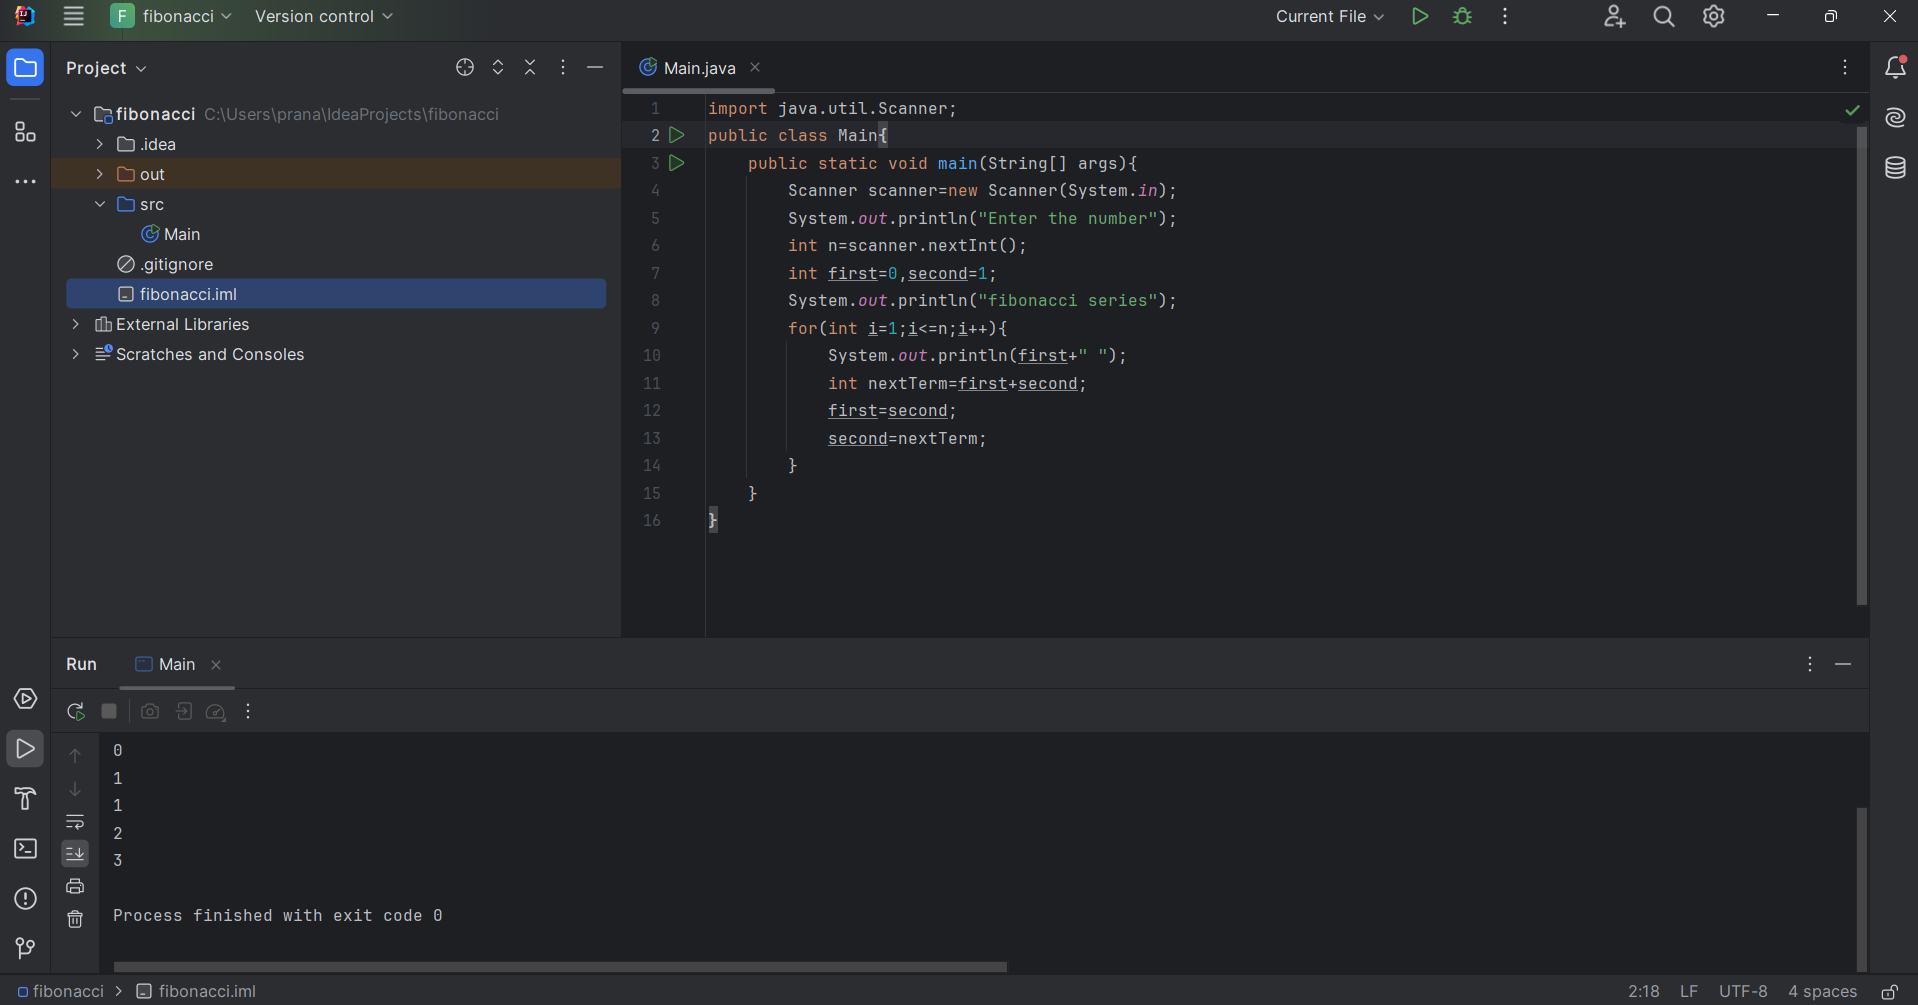 F fibonacci Version control Current File
Project
fibonacci C:\Users\prana\IdeaProjects\fibonacci
.idea
out
src
Main
.gitignore
fibonacci.iml
External Libraries
Scratches and Consoles
Main.java
1 import java.util.Scanner;
2 public class Main{
3 public static void main(String[] args){
4 Scanner scanner=new Scanner(System.in);
5 System.out.println("Enter the number");
6 int n=scanner.nextInt();
7 int first=0,second=1;
8 System.out.println("fibonacci series");
9 for(int i=1;i<=n;i++){
10 System.out.println(first+" ");
11 int nextTerm=first+second;
12 first=second;
13 second=nextTerm;
14 }
15 }
16 }
Run Main
0
1
1
2
3
Process finished with exit code 0
fibonacci > fibonacci.iml 2:18 LF UTF-8 4 spaces